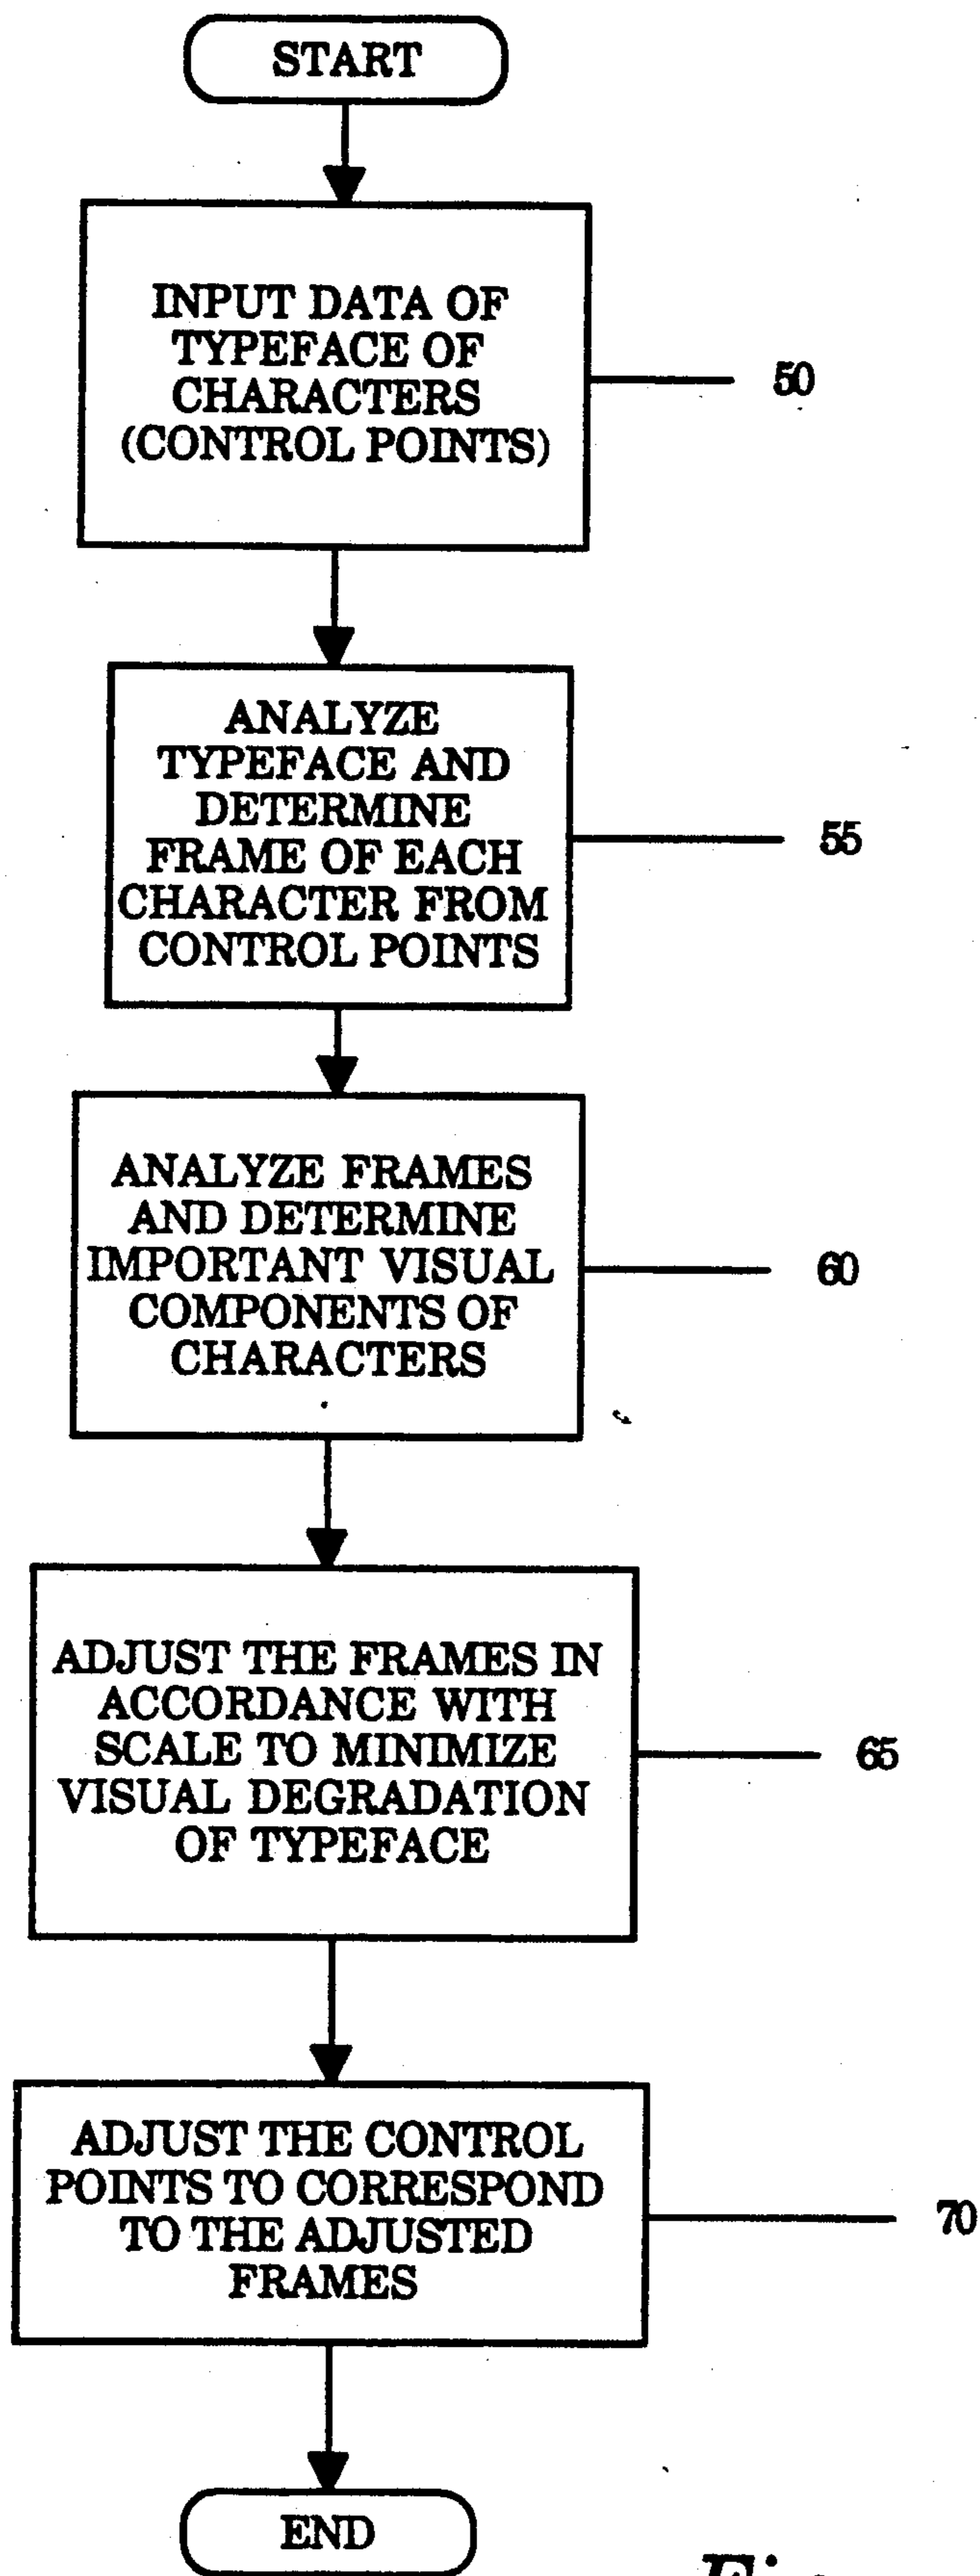 START
INPUT DATA OF
TYPEFACE OF
CHARACTERS
(CONTROL POINTS)
50
ANALYZE
TYPEFACE AND
DETERMINE
FRAME OF EACH
CHARACTER FROM
CONTROL POINTS
55
ANALYZE FRAMES
AND DETERMINE
IMPORTANT VISUAL
COMPONENTS OF
CHARACTERS
60
ADJUST THE FRAMES IN
ACCORDANCE WITH
SCALE TO MINIMIZE
VISUAL DEGRADATION
OF TYPEFACE
65
ADJUST THE CONTROL
POINTS TO CORRESPOND
TO THE ADJUSTED
FRAMES
70
END